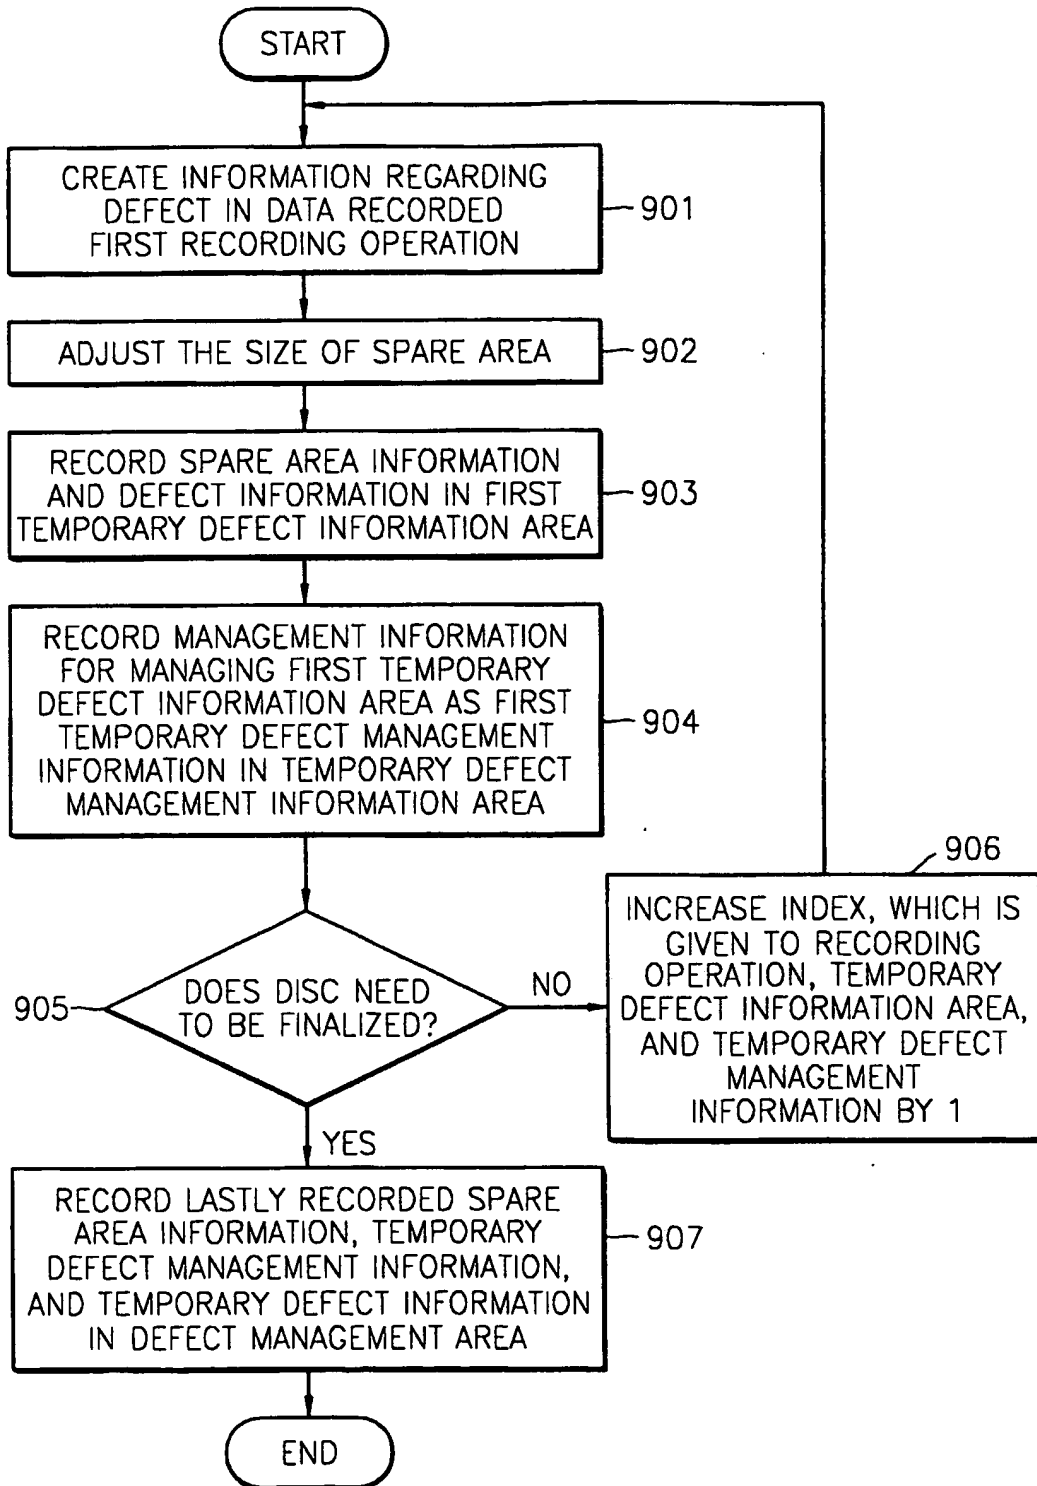 START
CREATE INFORMATION REGARDING
DEFECT IN DATA RECORDED
FIRST RECORDING OPERATION
901
ADJUST THE SIZE OF SPARE AREA
902
RECORD SPARE AREA INFORMATION
AND DEFECT INFORMATION IN FIRST
TEMPORARY DEFECT INFORMATION AREA
903
RECORD MANAGEMENT INFORMATION
FOR MANAGING FIRST TEMPORARY
DEFECT INFORMATION AREA AS FIRST
TEMPORARY DEFECT MANAGEMENT
INFORMATION IN TEMPORARY DEFECT
MANAGEMENT INFORMATION AREA
904
905
DOES DISC NEED
TO BE FINALIZED?
NO
906
INCREASE INDEX, WHICH IS
GIVEN TO RECORDING
OPERATION, TEMPORARY
DEFECT INFORMATION AREA,
AND TEMPORARY DEFECT
MANAGEMENT
INFORMATION BY 1
YES
RECORD LASTLY RECORDED SPARE
AREA INFORMATION, TEMPORARY
DEFECT MANAGEMENT INFORMATION,
AND TEMPORARY DEFECT INFORMATION
IN DEFECT MANAGEMENT AREA
907
END